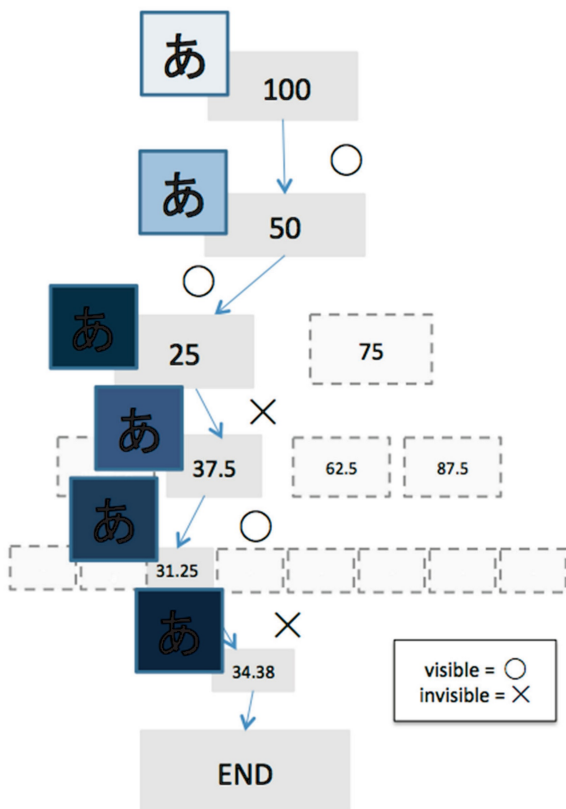 あ
100
○
あ
50
○
あ
25
75
×
あ
37.5
62.5
87.5
○
あ
31.25
×
あ
34.38
visible = ○
invisible = ×
END